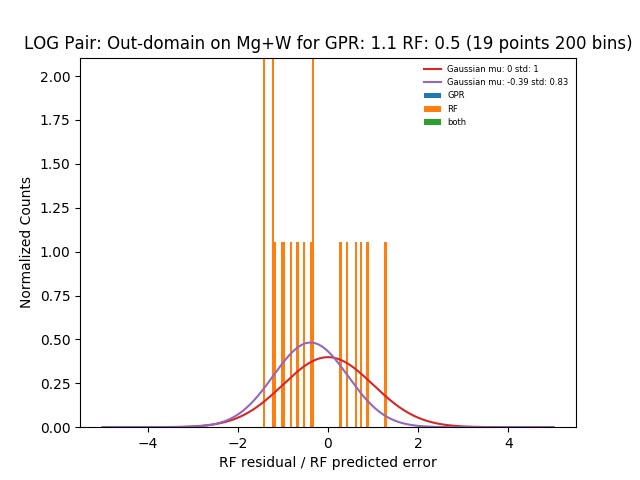 LOG Pair: Out-domain on Mg+W for GPR: 1.1 RF: 0.5 (19 points 200 bins)
Gaussian mu: 0 std: 1
Gaussian mu: -0.39 std: 0.83
GPR
RF
both
2.00
1.75
1.50
1.25
1.00
0.75
0.50
0.25
0.00
Normalized Counts
−4
−2
0
2
4
RF residual / RF predicted error